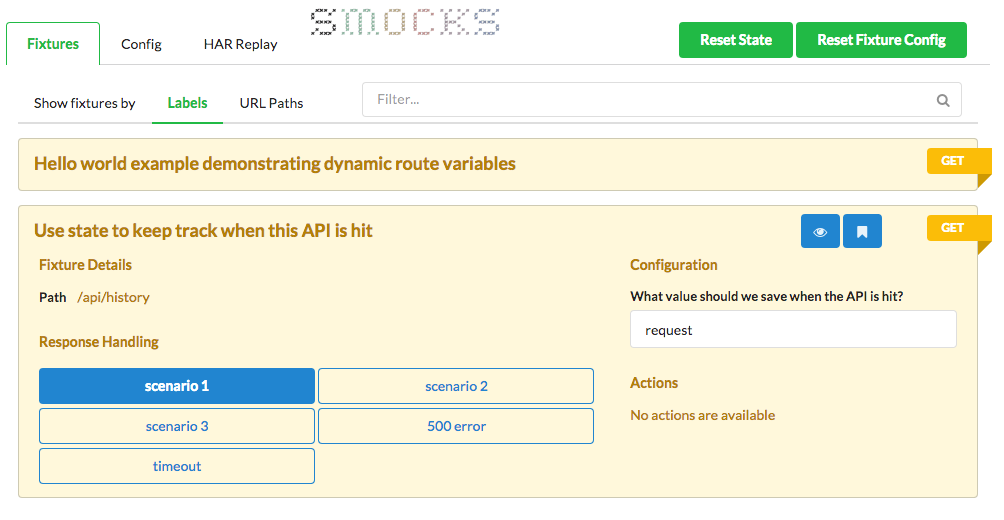 SMOCKS
Fixtures Config HAR Replay Reset State Reset Fixture Config
Show fixtures by Labels URL Paths Filter...
Hello world example demonstrating dynamic route variables GET
Use state to keep track when this API is hit GET
Fixture Details Configuration
Path /api/history What value should we save when the API is hit?
request
Response Handling
scenario 1 scenario 2 Actions
scenario 3 500 error No actions are available
timeout